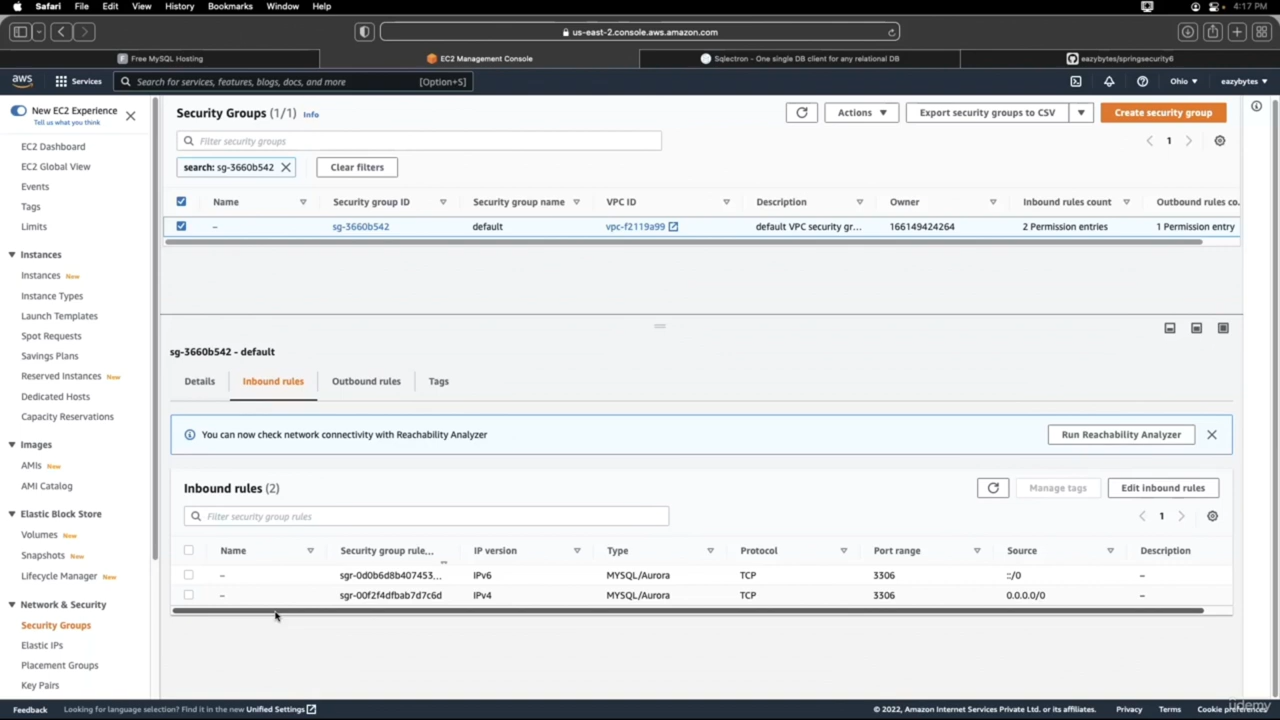 Safari File Edit View History Bookmarks Window Help 4:17 PM
us-east-2.console.aws.amazon.com
Free MySQL Hosting EC2 Management Console Sqlectron - One single DB client for any relational DB eazybytes/springsecurity6
aws Services Search for services, features, blogs, docs, and more [Option+S] Ohio eazybytes
New EC2 Experience
Tell us what you think
EC2 Dashboard
EC2 Global View
Events
Tags
Limits
Instances
Instances New
Instance Types
Launch Templates
Spot Requests
Savings Plans
Reserved Instances New
Dedicated Hosts
Capacity Reservations
Images
AMIs New
AMI Catalog
Elastic Block Store
Volumes New
Snapshots New
Lifecycle Manager New
Network & Security
Security Groups
Elastic IPs
Placement Groups
Key Pairs
Security Groups (1/1) Info Actions Export security groups to CSV Create security group
Filter security groups 1
search: sg-3660b542 Clear filters
Name Security group ID Security group name VPC ID Description Owner Inbound rules count Outbound rules co.
– sg-3660b542 default vpc-f2119a99 default VPC security gr... 166149424264 2 Permission entries 1 Permission entry
sg-3660b542 - default
Details Inbound rules Outbound rules Tags
You can now check network connectivity with Reachability Analyzer Run Reachability Analyzer
Inbound rules (2) Manage tags Edit inbound rules
Filter security group rules 1
Name Security group rule... IP version Type Protocol Port range Source Description
– sgr-0d0b6d8b407453... IPv6 MYSQL/Aurora TCP 3306 ::/0 –
– sgr-00f2f4dfbab7d7c6d IPv4 MYSQL/Aurora TCP 3306 0.0.0.0/0 –
Feedback Looking for language selection? Find it in the new Unified Settings © 2022, Amazon Internet Services Private Ltd. or its affiliates. Privacy Terms Cookie preferences
udemy